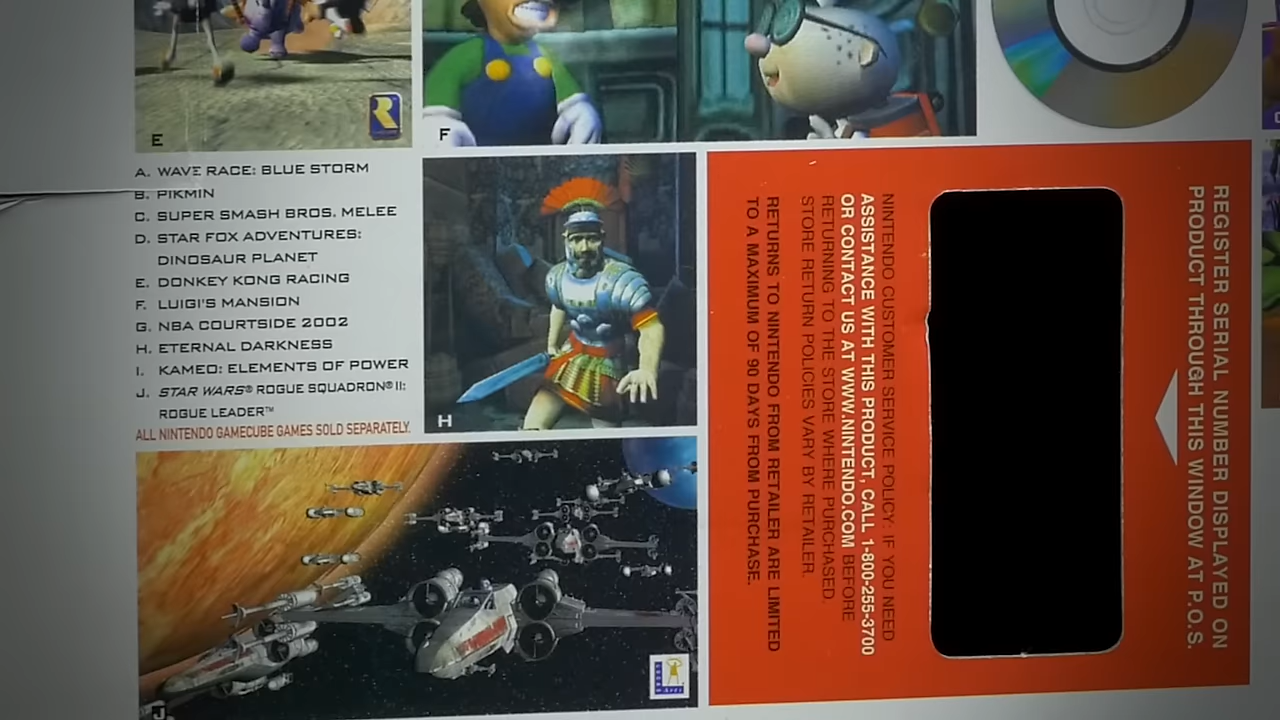 E
F
A. WAVE RACE: BLUE STORM
B. PIKMIN
C. SUPER SMASH BROS. MELEE
D. STAR FOX ADVENTURES:
DINOSAUR PLANET
E. DONKEY KONG RACING
F. LUIGI'S MANSION
G. NBA COURTSIDE 2002
H. ETERNAL DARKNESS
I. KAMEO: ELEMENTS OF POWER
J. STAR WARS® ROGUE SQUADRON® II:
ROGUE LEADER™
ALL NINTENDO GAMECUBE GAMES SOLD SEPARATELY.
H
J
REGISTER SERIAL NUMBER DISPLAYED ON
PRODUCT THROUGH THIS WINDOW AT P.O.S.
NINTENDO CUSTOMER SERVICE POLICY: IF YOU NEED
ASSISTANCE WITH THIS PRODUCT, CALL 1-800-255-3700
OR CONTACT US AT WWW.NINTENDO.COM BEFORE
RETURNING TO THE STORE WHERE PURCHASED.
STORE RETURN POLICIES VARY BY RETAILER.
RETURNS TO NINTENDO FROM RETAILER ARE LIMITED
TO A MAXIMUM OF 90 DAYS FROM PURCHASE.